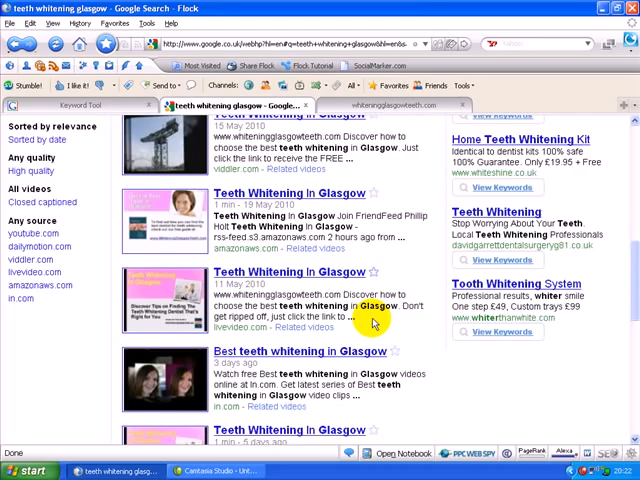 teeth whitening glasgow - Google Search - Flock
File Edit View History Favorites Tools Help
http://www.google.co.uk/webhp?hl=en#q=teeth+whitening+glasgow&hl=en&s
Yahoo
Most Visited Share Flock Flock Tutorial SocialMarker.com
Stumble! I like it! Send to Channels: All Favorites Friends Tools
Keyword Tool
teeth whitening glasgow - Google...
whiteningglasgowteeth.com
Sorted by relevance
Sorted by date
Any quality
High quality
All videos
Closed captioned
Any source
youtube.com
dailymotion.com
viddler.com
livevideo.com
amazonaws.com
in.com
Teeth Whitening In Glasgow
15 May 2010
www.whiteningglasgowteeth.com Discover how to
choose the best teeth whitening in Glasgow. Just
click the link to receive the FREE ...
viddler.com - Related videos
Teeth Whitening In Glasgow
1 min - 19 May 2010
Teeth Whitening In Glasgow Join FriendFeed Philip
Holt Teeth Whitening In Glasgow -
rss-feed.s3.amazonaws.com 2 hours ago from ...
amazonaws.com - Related videos
Teeth Whitening In Glasgow
11 May 2010
www.whiteningglasgowteeth.com Discover how to
choose the best teeth whitening in Glasgow. Don't
get ripped off, just click the link to ...
livevideo.com - Related videos
Best teeth whitening in Glasgow
3 days ago
Watch free Best teeth whitening in Glasgow videos
online at In.com. Get latest series of Best teeth
whitening in Glasgow video clips ...
in.com - Related videos
Teeth Whitening In Glasgow
1 min - 5 days ago
View Keywords
Home Teeth Whitening Kit
Identical to dentist kits 100% safe
100% Guarantee. Only £19.95 + Free
www.whiteshine.co.uk
View Keywords
Teeth Whitening
Stop Worrying About Your Teeth.
Local Teeth Whitening Professionals
davidgarrettdentalsurgeryg81.co.uk
View Keywords
Tooth Whitening System
Professional results, whiter smile
One step £49, Custom trays £99
www.whiterthanwhite.com
View Keywords
Done
Open Notebook PPC WEB SPY PageRank Alexa SEO
start
teeth whitening glasg...
Camtasia Studio - Unt...
20:22